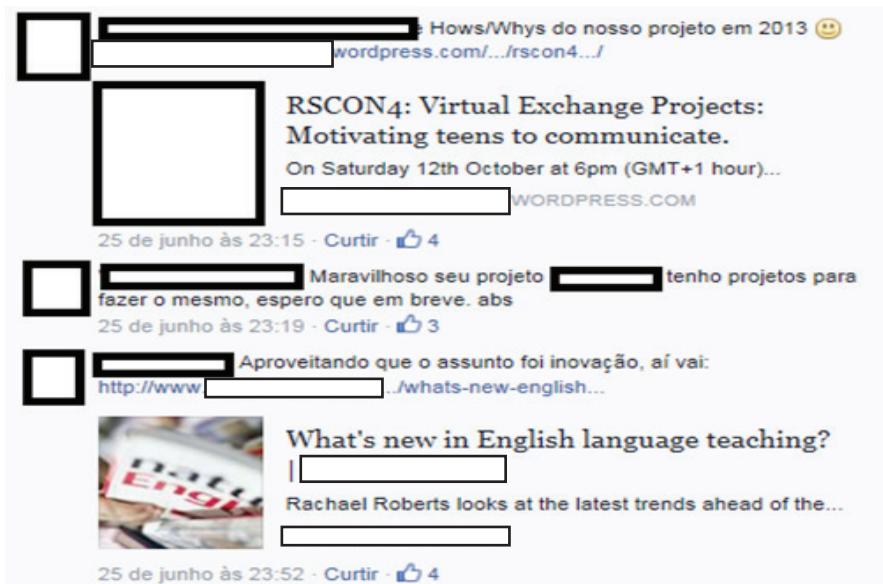 Hows/Whys do nosso projeto em 2013
wordpress.com/.../rscon4.../
RSCON4: Virtual Exchange Projects:
Motivating teens to communicate.
On Saturday 12th October at 6pm (GMT+1 hour)...
WORDPRESS.COM
25 de junho às 23:15 · Curtir · 4
Maravilhoso seu projeto tenho projetos para
fazer o mesmo, espero que em breve. abs
25 de junho às 23:19 · Curtir · 3
Aproveitando que o assunto foi inovação, aí vai:
http://www. ../whats-new-english...
What's new in English language teaching?
|
Rachael Roberts looks at the latest trends ahead of the...
25 de junho às 23:52 · Curtir · 4